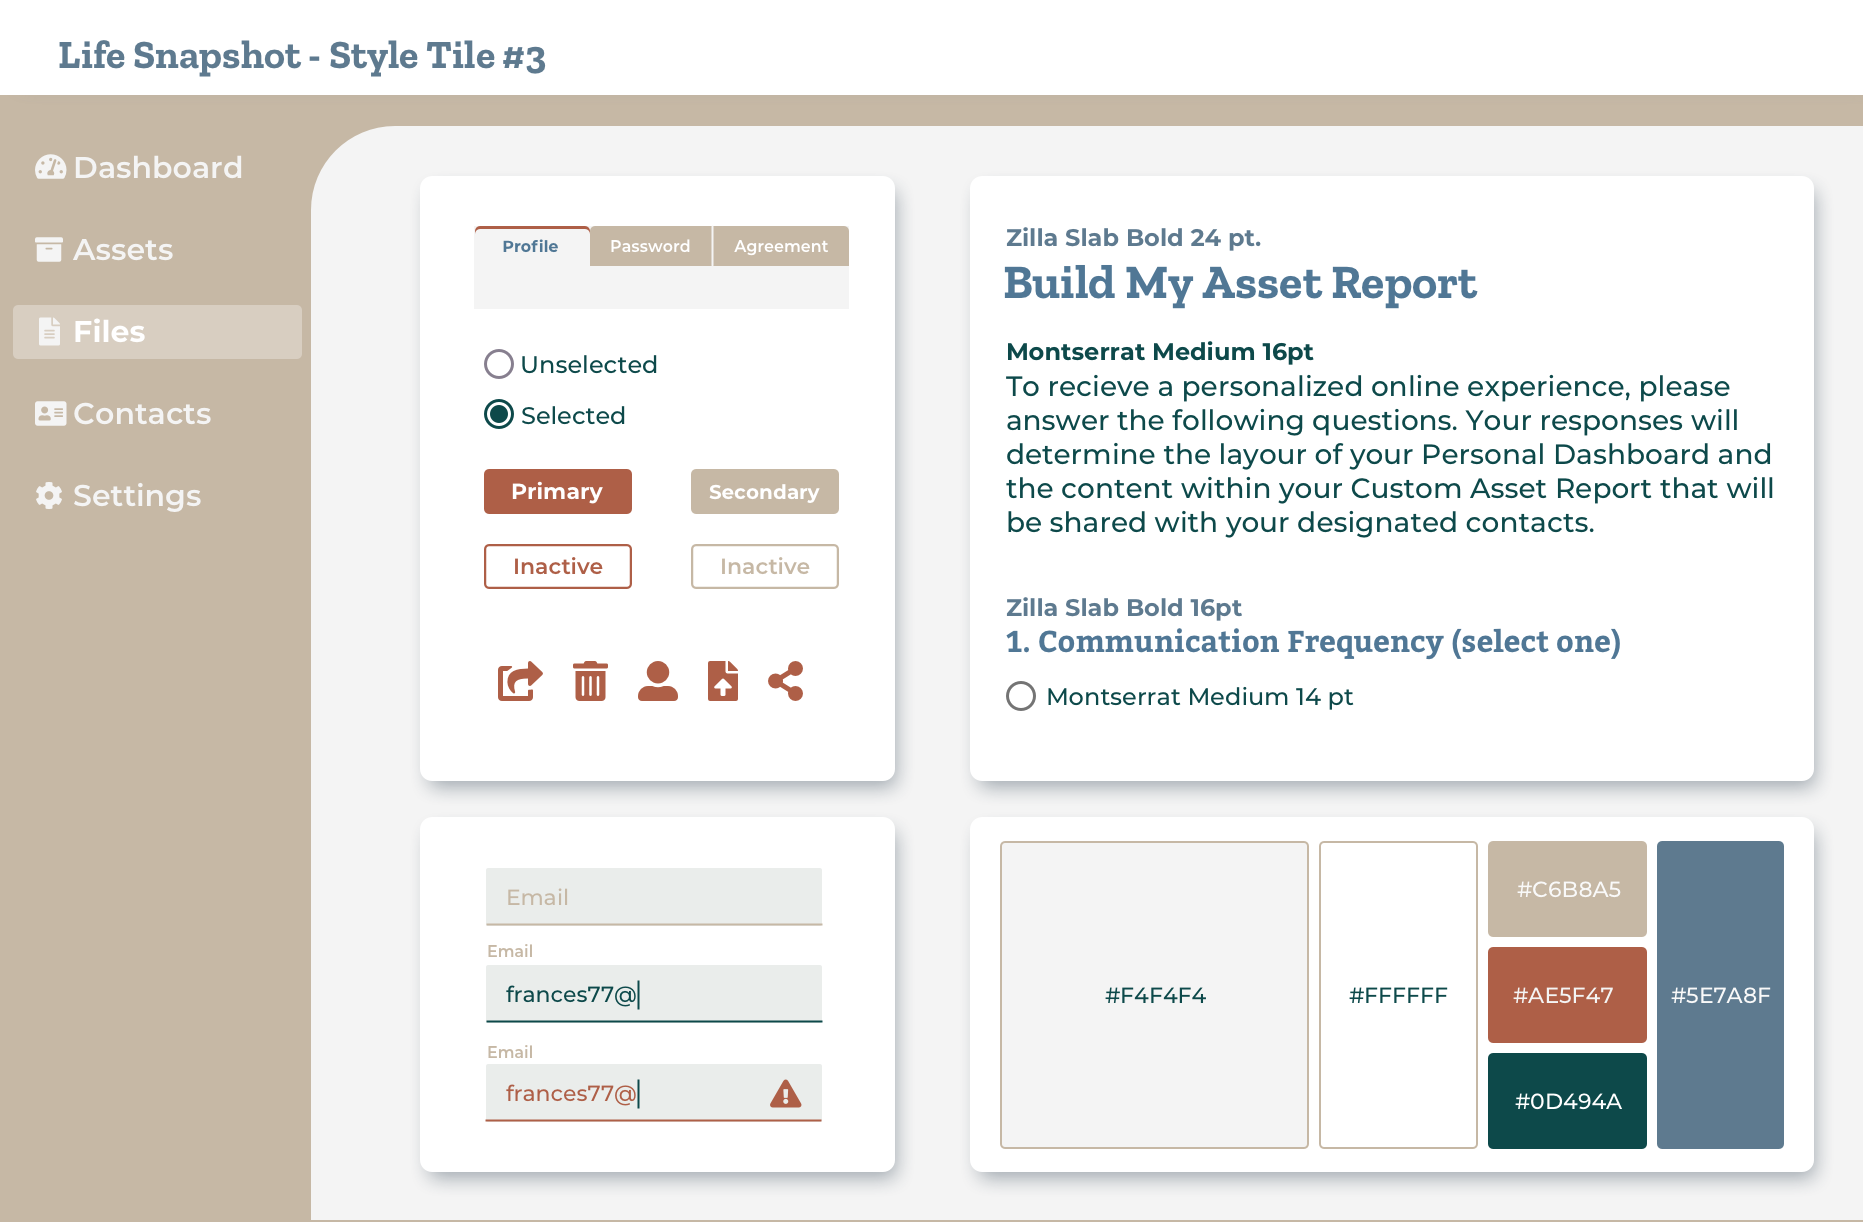 Life Snapshot - Style Tile #3
Dashboard
Assets
Files
Contacts
Settings
Profile
Password
Agreement
Unselected
Selected
Primary
Secondary
Inactive
Inactive
Zilla Slab Bold 24 pt.
Build My Asset Report
Montserrat Medium 16pt
To recieve a personalized online experience, please
answer the following questions. Your responses will
determine the layour of your Personal Dashboard and
the content within your Custom Asset Report that will
be shared with your designated contacts.
Zilla Slab Bold 16pt
1. Communication Frequency (select one)
Montserrat Medium 14 pt
Email
Email
frances77@
Email
frances77@
#F4F4F4
#FFFFFF
#C6B8A5
#AE5F47
#0D494A
#5E7A8F